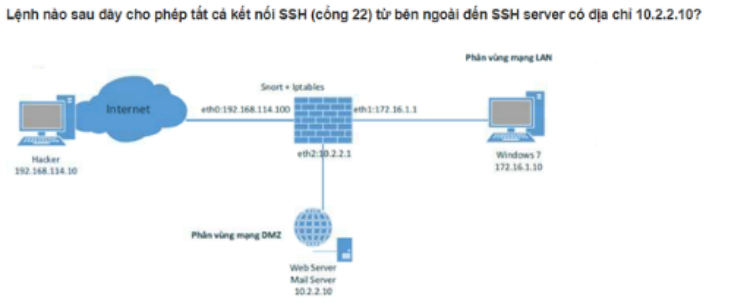 Lệnh nào sau đây cho phép tất cả kết nối SSH (cổng 22) từ bên ngoài đến SSH server có địa chỉ 10.2.2.10?
Phân vùng mạng LAN
Snort + Iptables
Internet
eth0:192.168.114.100
eth1:172.16.1.1
eth2:10.2.2.1
Hacker
192.168.114.10
Windows 7
172.16.1.10
Phân vùng mạng DMZ
Web Server
Mail Server
10.2.2.10